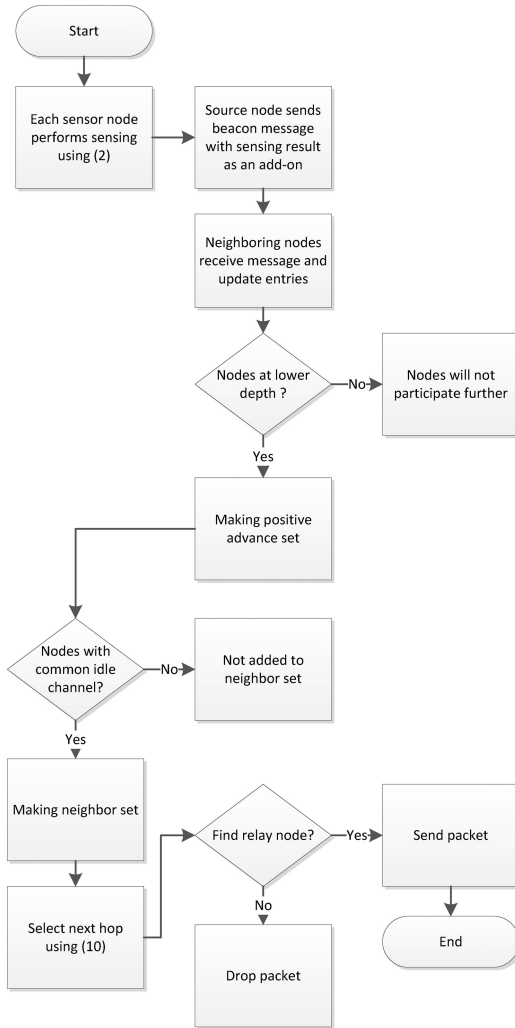 Start
Each sensor node
performs sensing
using (2)
Source node sends
beacon message
with sensing result
as an add-on
Neighboring nodes
receive message and
update entries
Nodes at lower
depth ?
No
Nodes will not
participate further
Yes
Making positive
advance set
Nodes with
common idle
channel?
No
Not added to
neighbor set
Yes
Making neighbor set
Select next hop
using (10)
Find relay node?
Yes
Send packet
No
Drop packet
End